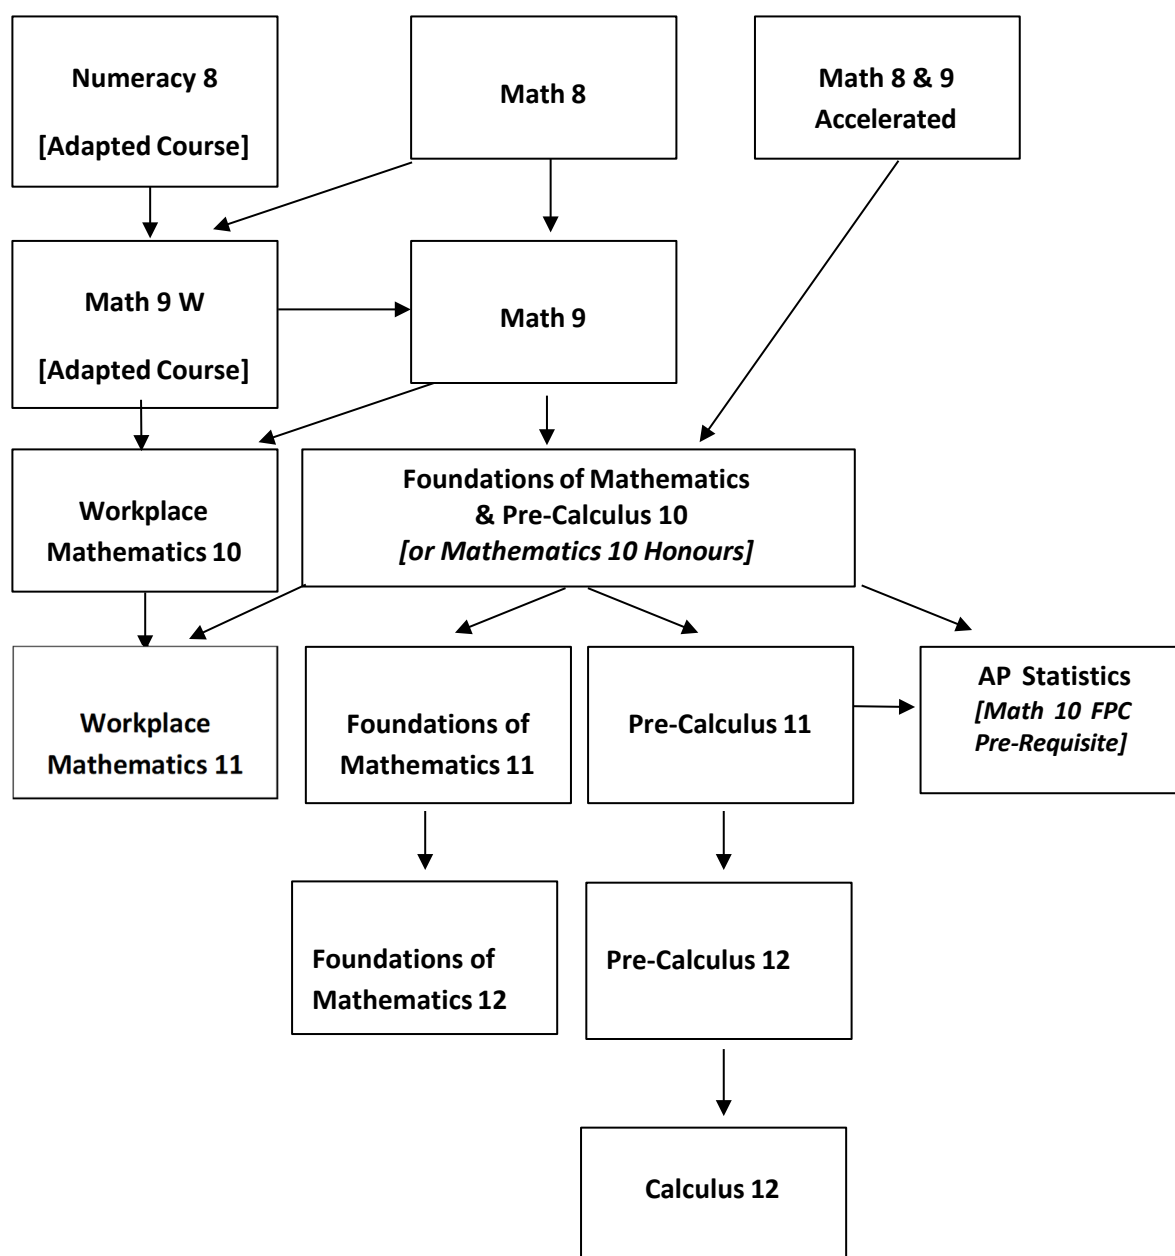 Numeracy 8
[Adapted Course]
Math 8
Math 8 & 9
Accelerated
Math 9 W
[Adapted Course]
Math 9
Workplace
Mathematics 10
Foundations of Mathematics
& Pre-Calculus 10
[or Mathematics 10 Honours]
Workplace
Mathematics 11
Foundations of
Mathematics 11
Pre-Calculus 11
AP Statistics
[Math 10 FPC
Pre-Requisite]
Foundations of
Mathematics 12
Pre-Calculus 12
Calculus 12